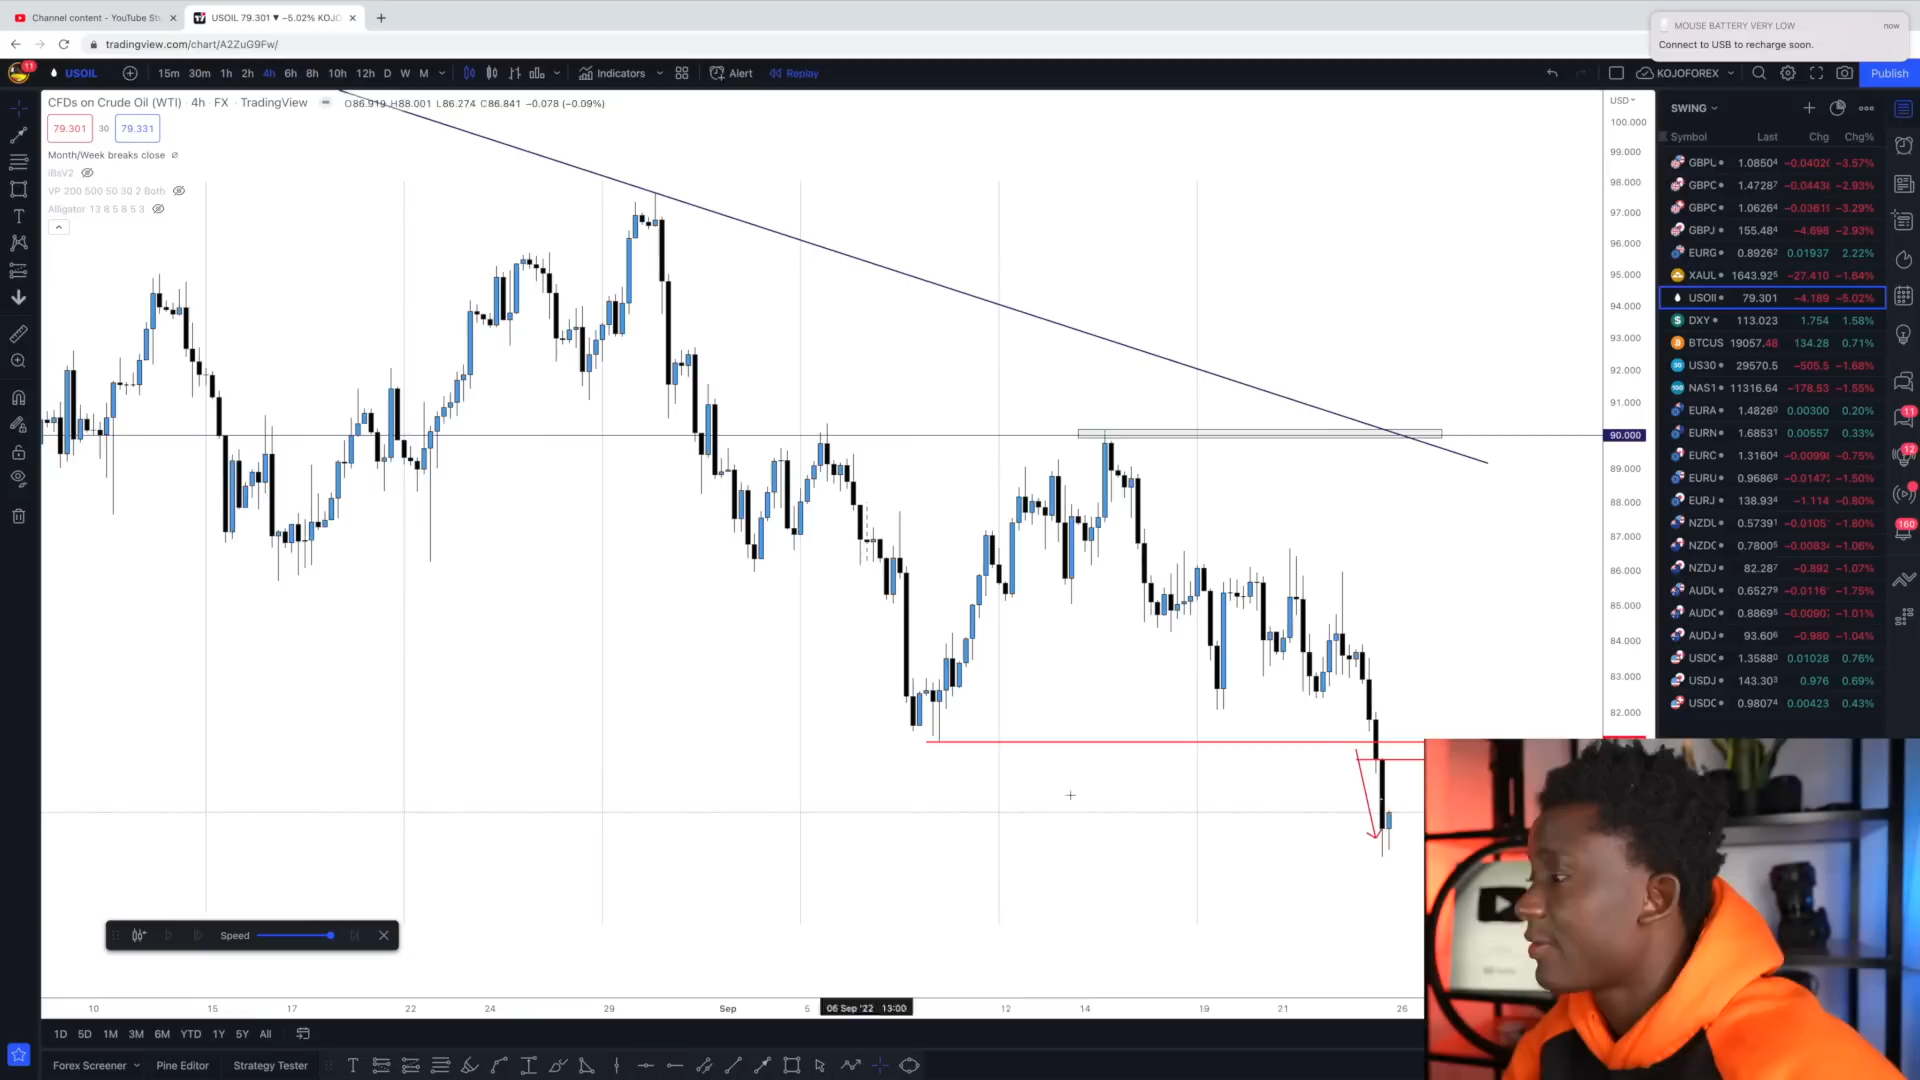 Channel content - YouTube St
USOIL 79.301 ▼ −5.02% KOJO
MOUSE BATTERY VERY LOW
now
Connect to USB to recharge soon.
tradingview.com/chart/A2ZuG9Fw/
11
USOIL
15m 30m 1h 2h 4h 6h 8h 10h 12h D W M
Indicators
Alert
Replay
KOJOFOREX
Publish
CFDs on Crude Oil (WTI) · 4h · FX · TradingView
O86.919 H88.001 L86.274 C86.841 −0.078 (−0.09%)
79.301 30 79.331
Month/Week breaks close
iBsV2
VP 200 500 50 30 2 Both
Alligator 13 8 5 8 5 3
USD
100.000
99.000
98.000
97.000
96.000
95.000
94.000
93.000
92.000
91.000
90.000
89.000
88.000
87.000
86.000
85.000
84.000
83.000
82.000
SWING
Symbol Last Chg Chg%
GBPU 1.0850⁴ −3.57%
GBPC 1.4728⁷ −2.93%
GBPC 1.0626⁴ −3.29%
GBPJ 155.48⁴ −4.698 −2.93%
EURG 0.8926² 0.01937 2.22%
XAUU 1643.92⁵ −27.410 −1.64%
USOI 79.301 −4.189 −5.02%
DXY 113.023 1.754 1.58%
BTCUS 19057.48 134.28 0.71%
US30 29570.5 −505.5 −1.68%
NAS1 11316.64 −178.53 −1.55%
EURA 1.4826⁰ 0.00300 0.20%
EURN 1.6853¹ 0.00557 0.33%
EURC 1.3160⁴ −0.75%
EURU 0.9686⁸ −1.50%
EURJ 138.93⁴ −1.114 −0.80%
NZDU 0.5739¹ −1.80%
NZDC 0.7800⁵ −1.06%
NZDJ 82.28⁷ −0.892 −1.07%
AUDU 0.6527⁹ −1.75%
AUDC 0.8869⁵ −1.01%
AUDJ 93.60⁶ −0.980 −1.04%
USDC 1.3588⁰ 0.01028 0.76%
USDJ 143.30³ 0.976 0.69%
USDC 0.9807⁴ 0.00423 0.43%
11
12
160
Speed
10 15 17 22 24 29 Sep 5 06 Sep '22 13:00 12 14 19 21 26
1D 5D 1M 3M 6M YTD 1Y 5Y All
Forex Screener Pine Editor Strategy Tester